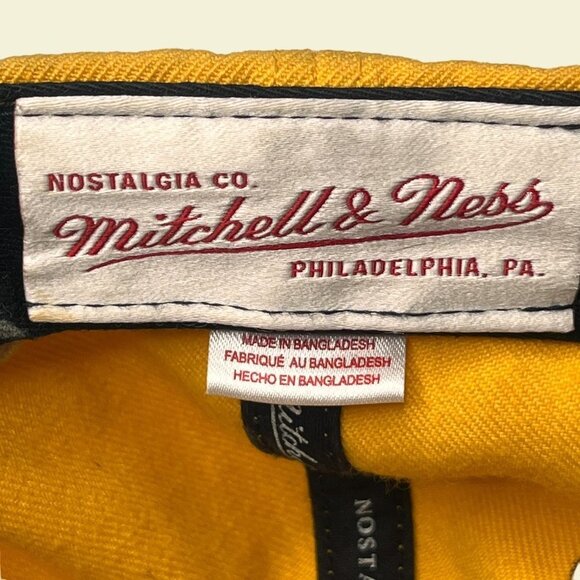 NOSTALGIA CO.
Mitchell & Ness
PHILADELPHIA, PA.
MADE IN BANGLADESH
FABRIQUÉ AU BANGLADESH
HECHO EN BANGLADESH